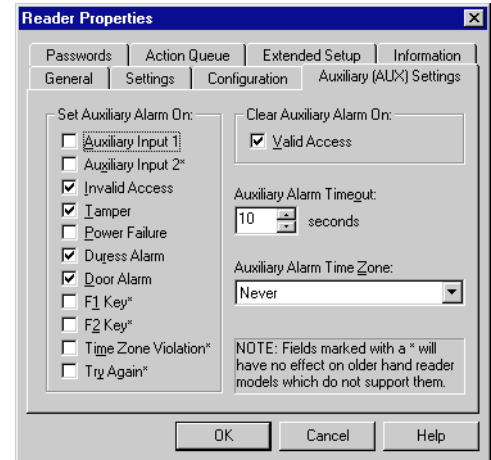 Reader Properties
Passwords
Action Queue
Extended Setup
Information
General
Settings
Configuration
Auxiliary (AUX) Settings
Set Auxiliary Alarm On:
Auxiliary Input 1
Auxiliary Input 2*
Invalid Access
Tamper
Power Failure
Duress Alarm
Door Alarm
F1 Key*
F2 Key*
Time Zone Violation*
Try Again*
Clear Auxiliary Alarm On:
Valid Access
Auxiliary Alarm Timeout:
10 seconds
Auxiliary Alarm Time Zone:
Never
NOTE: Fields marked with a * will
have no effect on older hand reader
models which do not support them.
OK
Cancel
Help